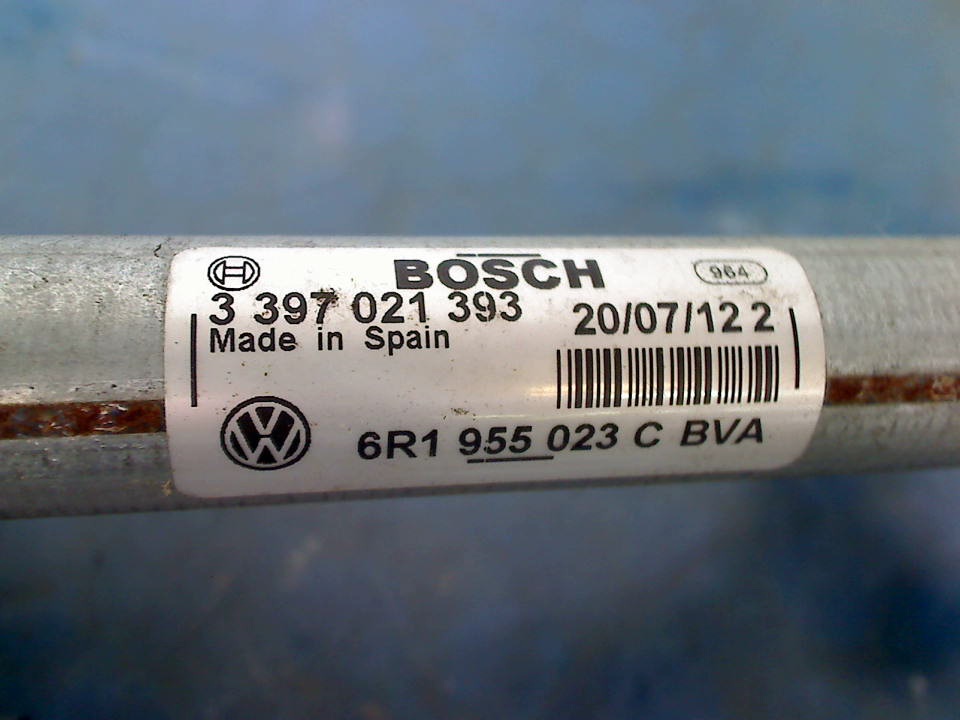 BOSCH 964
3 397 021 393 20/07/12 2
Made in Spain
6R1 955 023 C BVA